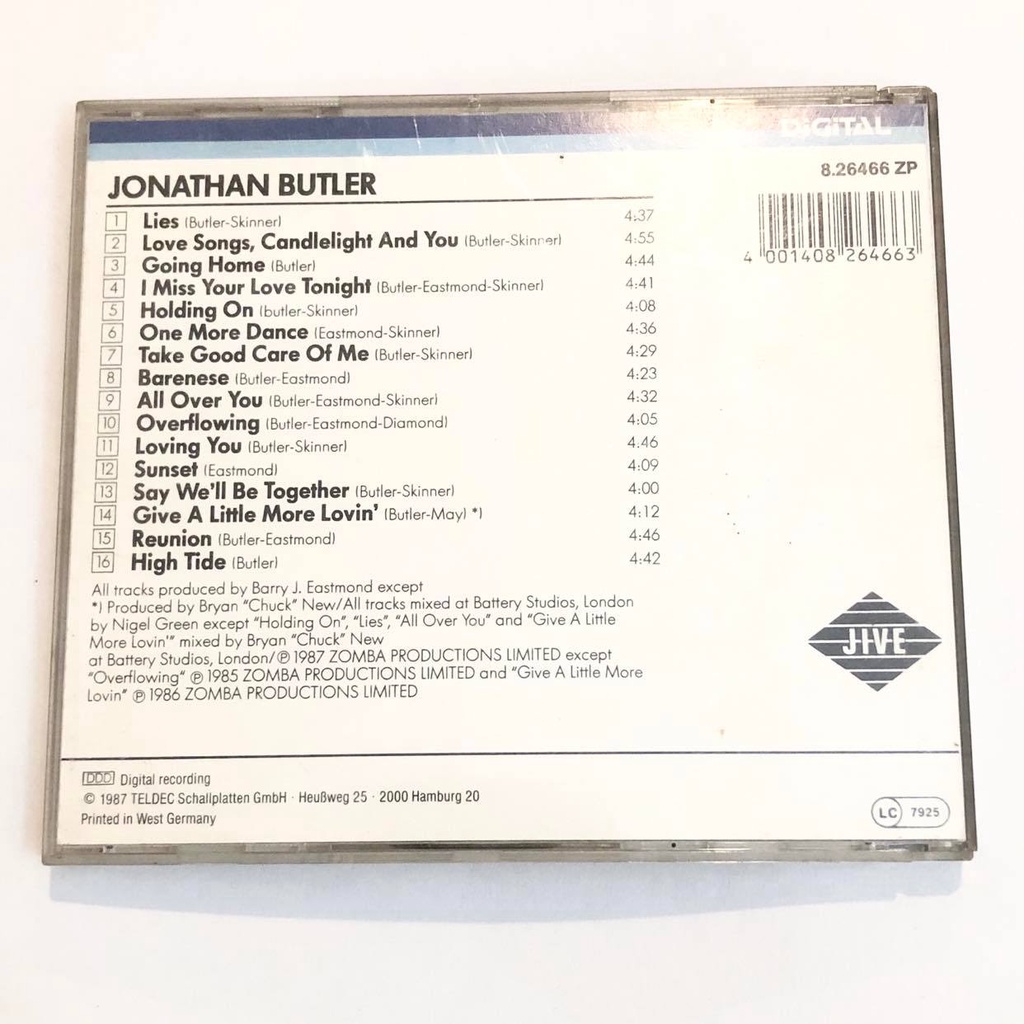 DIGITAL
8.26466 ZP
4 001408 264663
JONATHAN BUTLER
1 Lies (Butler-Skinner) 4:37
2 Love Songs, Candlelight And You (Butler-Skinner) 4:55
3 Going Home (Butler) 4:44
4 I Miss Your Love Tonight (Butler-Eastmond-Skinner) 4:41
5 Holding On (butler-Skinner) 4:08
6 One More Dance (Eastmond-Skinner) 4:36
7 Take Good Care Of Me (Butler-Skinner) 4:29
8 Barenese (Butler-Eastmond) 4:23
9 All Over You (Butler-Eastmond-Skinner) 4:32
10 Overflowing (Butler-Eastmond-Diamond) 4:05
11 Loving You (Butler-Skinner) 4.46
12 Sunset (Eastmond) 4:09
13 Say We'll Be Together (Butler-Skinner) 4:00
14 Give A Little More Lovin' (Butler-May) *) 4:12
15 Reunion (Butler-Eastmond) 4:46
16 High Tide (Butler) 4:42
All tracks produced by Barry J. Eastmond except
*) Produced by Bryan "Chuck" New/All tracks mixed at Battery Studios, London
by Nigel Green except "Holding On", "Lies", "All Over You" and "Give A Little
More Lovin'" mixed by Bryan "Chuck" New
at Battery Studios, London/℗ 1987 ZOMBA PRODUCTIONS LIMITED except
"Overflowing" ℗ 1985 ZOMBA PRODUCTIONS LIMITED and "Give A Little More
Lovin" ℗ 1986 ZOMBA PRODUCTIONS LIMITED
JIVE
DDD Digital recording
© 1987 TELDEC Schallplatten GmbH · Heußweg 25 · 2000 Hamburg 20
Printed in West Germany
LC 7925